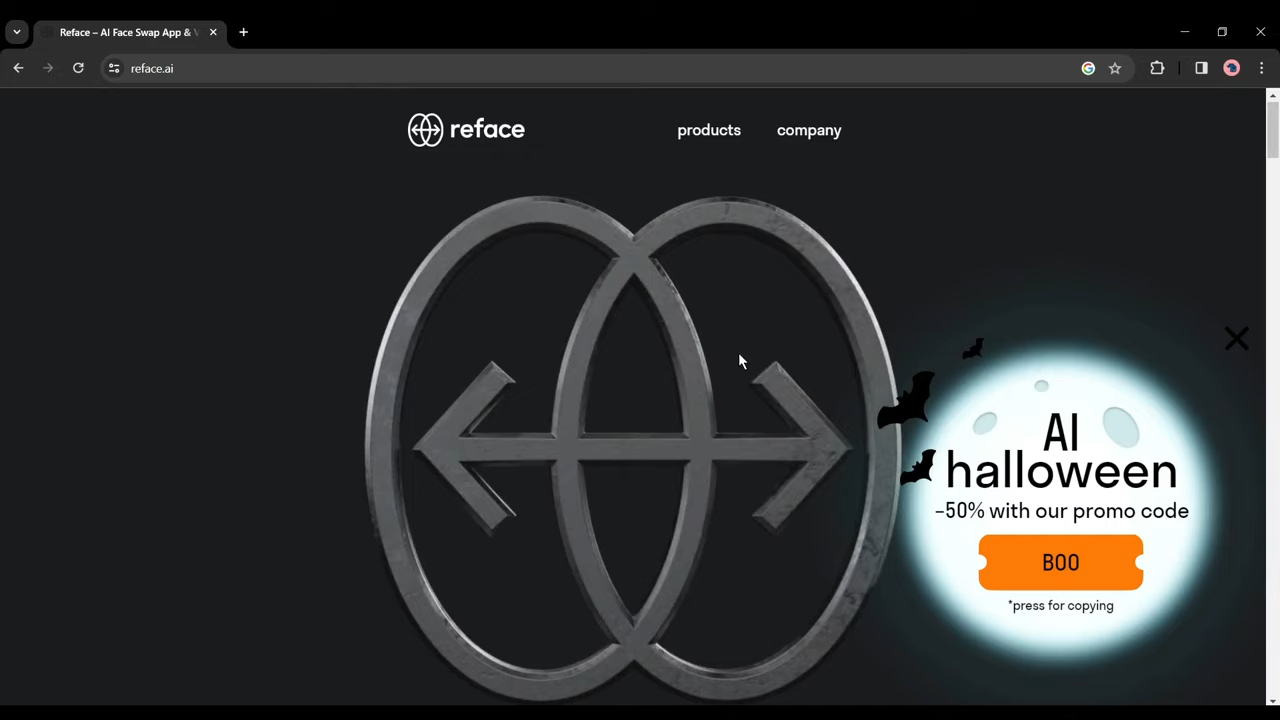 Reface – AI Face Swap App & V
reface.ai
reface
products
company
AI
halloween
-50% with our promo code
BOO
*press for copying